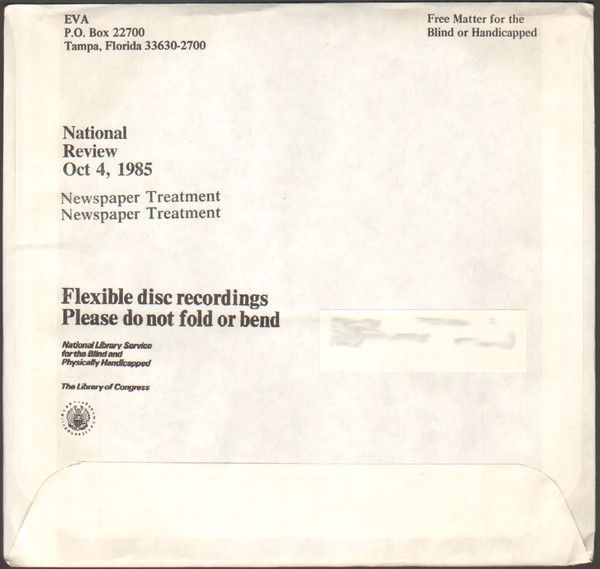 EVA
P.O. Box 22700
Tampa, Florida 33630-2700
Free Matter for the
Blind or Handicapped
National
Review
Oct 4, 1985
Newspaper Treatment
Newspaper Treatment
Flexible disc recordings
Please do not fold or bend
National Library Service
for the Blind and
Physically Handicapped
The Library of Congress